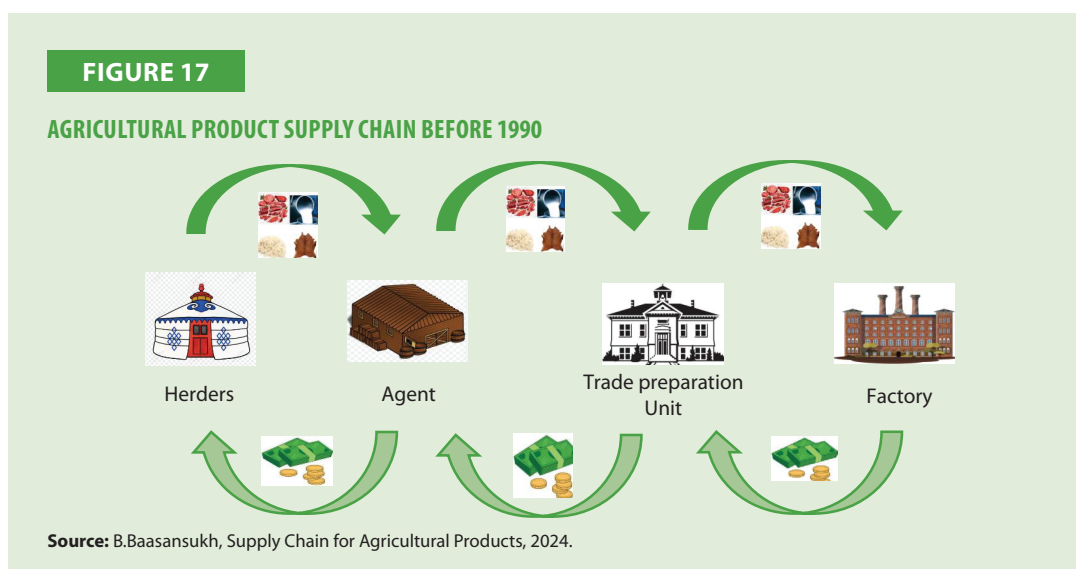 FIGURE 17
AGRICULTURAL PRODUCT SUPPLY CHAIN BEFORE 1990
Herders
Agent
Trade preparation
Unit
Factory
Source: B.Baasansukh, Supply Chain for Agricultural Products, 2024.